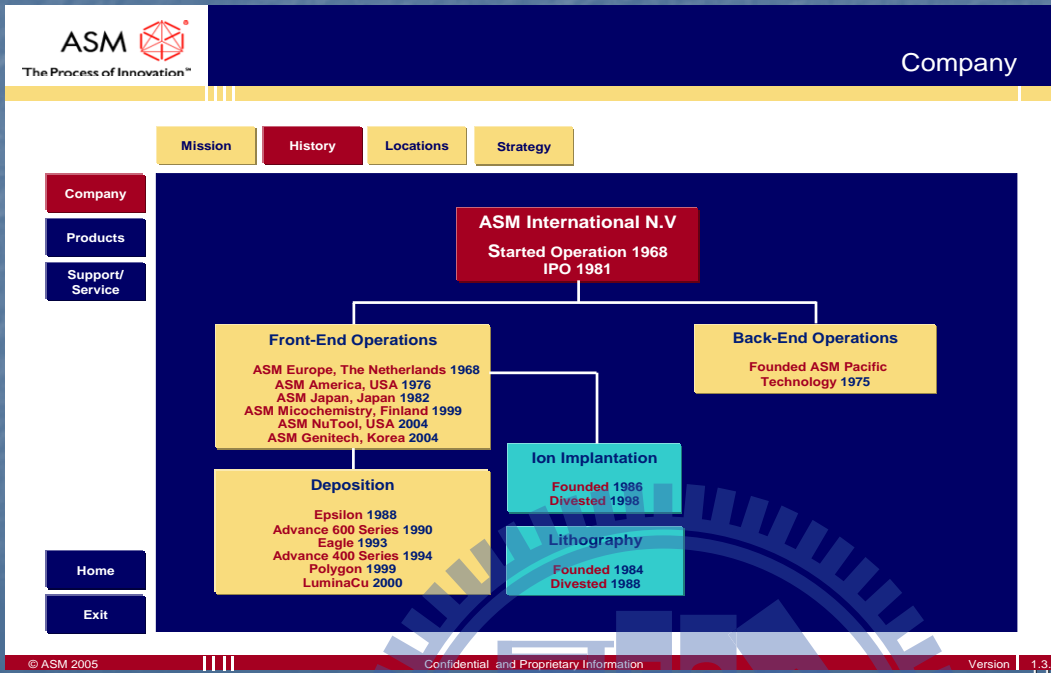 ASM ®
The Process of Innovation℠
Company
Mission
History
Locations
Strategy
Company
Products
Support/
Service
Home
Exit
ASM International N.V
Started Operation 1968
IPO 1981
Front-End Operations
ASM Europe, The Netherlands 1968
ASM America, USA 1976
ASM Japan, Japan 1982
ASM Micochemistry, Finland 1999
ASM NuTool, USA 2004
ASM Genitech, Korea 2004
Back-End Operations
Founded ASM Pacific
Technology 1975
Deposition
Epsilon 1988
Advance 600 Series 1990
Eagle 1993
Advance 400 Series 1994
Polygon 1999
LuminaCu 2000
Ion Implantation
Founded 1986
Divested 1998
Lithography
Founded 1984
Divested 1988
© ASM 2005
Confidential and Proprietary Information
Version
1.3.